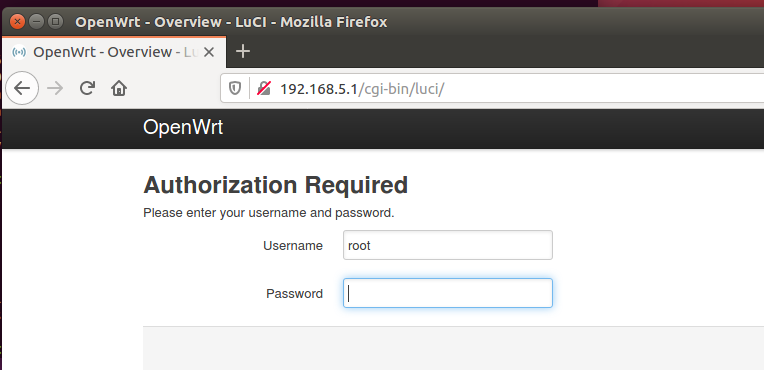 OpenWrt - Overview - LuCI - Mozilla Firefox
OpenWrt - Overview - Lu
192.168.5.1/cgi-bin/luci/
OpenWrt
Authorization Required
Please enter your username and password.
Username root
Password